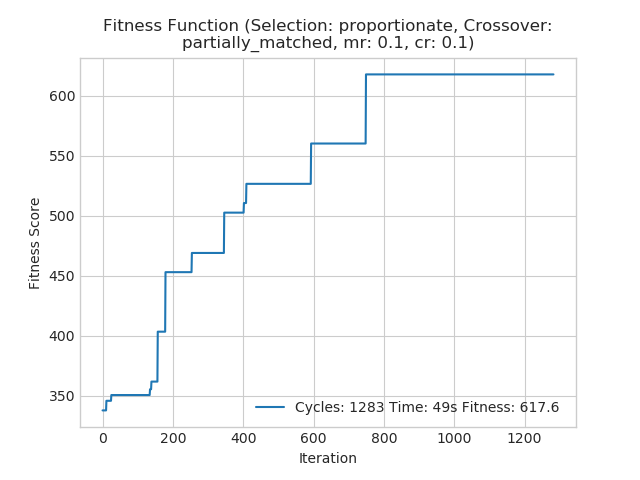 Fitness Function (Selection: proportionate, Crossover:
partially_matched, mr: 0.1, cr: 0.1)
Fitness Score
600
550
500
450
400
350
Cycles: 1283 Time: 49s Fitness: 617.6
0 200 400 600 800 1000 1200
Iteration